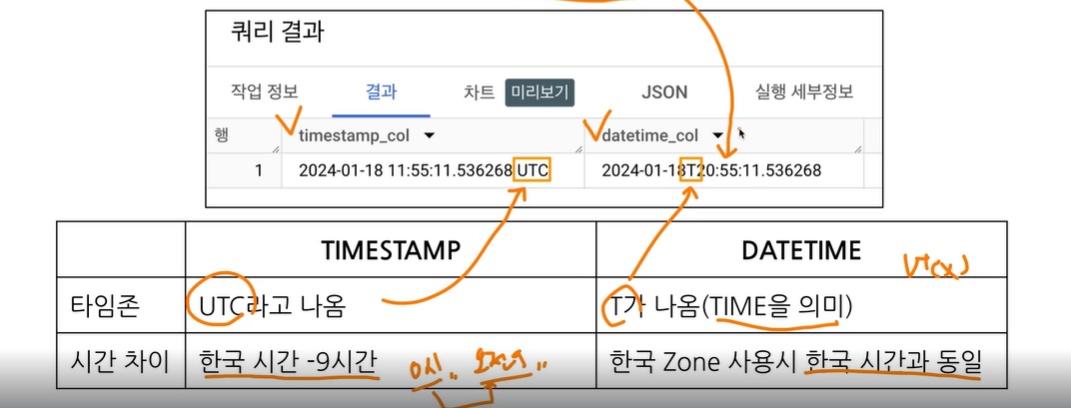 쿼리 결과
작업 정보 결과 차트 미리보기 JSON 실행 세부정보
행 timestamp_col datetime_col
1 2024-01-18 11:55:11.536268 UTC 2024-01-18T20:55:11.536268
TIMESTAMP DATETIME
타임존 UTC라고 나옴 T가 나옴(TIME을 의미)
시간 차이 한국 시간 -9시간 한국 Zone 사용시 한국 시간과 동일